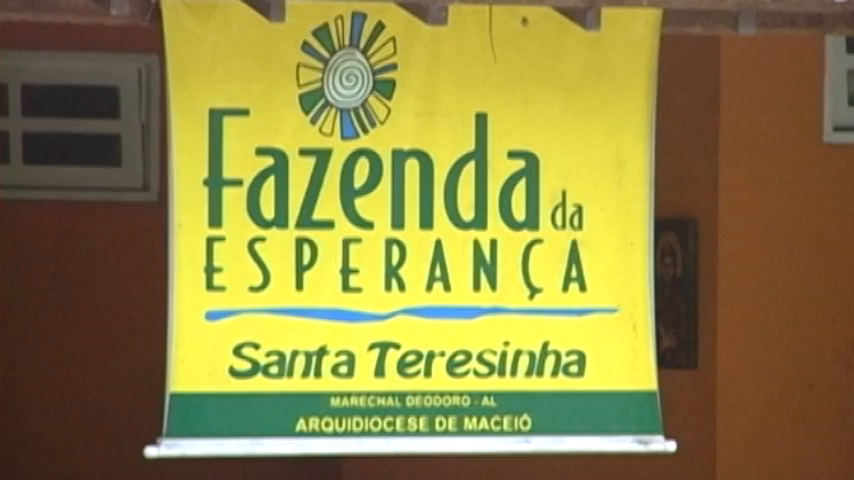 Fazenda da
ESPERANÇA
Santa Teresinha
MARECHAL DEODORO - AL
ARQUIDIOCESE DE MACEIÓ